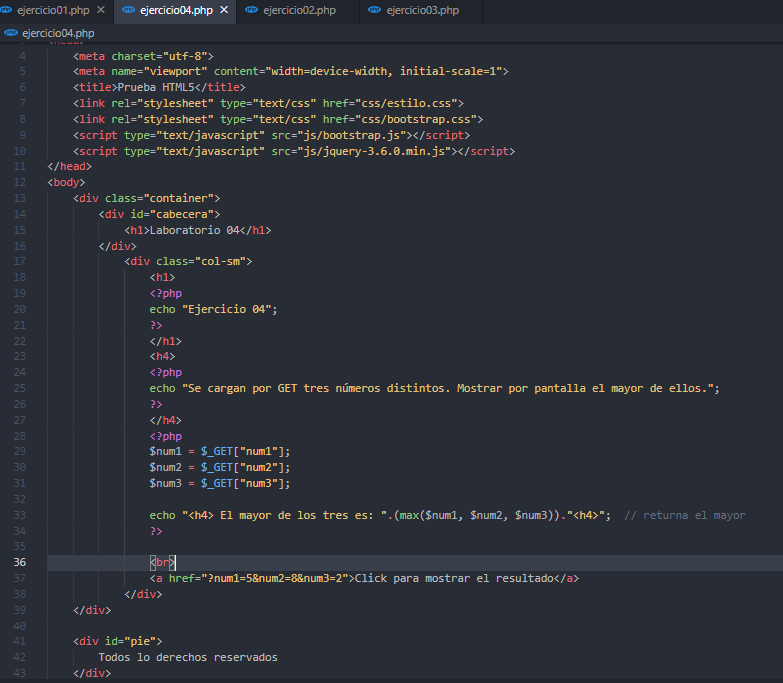 ejercicio01.php × ejercicio04.php × ejercicio02.php ejercicio03.php
ejercicio04.php
4 <meta charset="utf-8">
5 <meta name="viewport" content="width=device-width, initial-scale=1">
6 <title>Prueba HTML5</title>
7 <link rel="stylesheet" type="text/css" href="css/estilo.css">
8 <link rel="stylesheet" type="text/css" href="css/bootstrap.css">
9 <script type="text/javascript" src="js/bootstrap.js"></script>
10 <script type="text/javascript" src="js/jquery-3.6.0.min.js"></script>
11 </head>
12 <body>
13 <div class="container">
14 <div id="cabecera">
15 <h1>Laboratorio 04</h1>
16 </div>
17 <div class="col-sm">
18 <h1>
19 <?php
20 echo "Ejercicio 04";
21 ?>
22 </h1>
23 <h4>
24 <?php
25 echo "Se cargan por GET tres números distintos. Mostrar por pantalla el mayor de ellos.";
26 ?>
27 </h4>
28 <?php
29 $num1 = $_GET["num1"];
30 $num2 = $_GET["num2"];
31 $num3 = $_GET["num3"];
32
33 echo "<h4> El mayor de los tres es: ".(max($num1, $num2, $num3))."<h4>"; // returna el mayor
34 ?>
35
36 <br>
37 <a href="?num1=5&num2=8&num3=2">Click para mostrar el resultado</a>
38 </div>
39 </div>
40
41 <div id="pie">
42 Todos lo derechos reservados
43 </div>